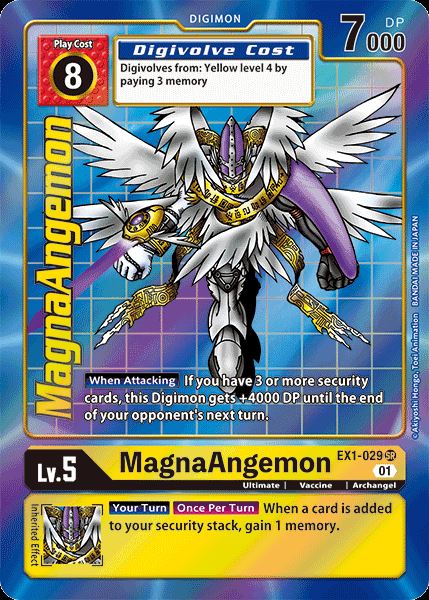 DIGIMON
Play Cost
8
Digivolve Cost
Digivolves from: Yellow level 4 by
paying 3 memory
7000
DP
MagnaAngemon
©Akiyoshi Hongo, Toei Animation BANDAI MADE IN JAPAN
When Attacking If you have 3 or more security
cards, this Digimon gets +4000 DP until the end
of your opponent's next turn.
Lv.5
MagnaAngemon
EX1-029 SR
01
Ultimate | Vaccine | Archangel
Inherited Effect
Your Turn Once Per Turn When a card is added
to your security stack, gain 1 memory.